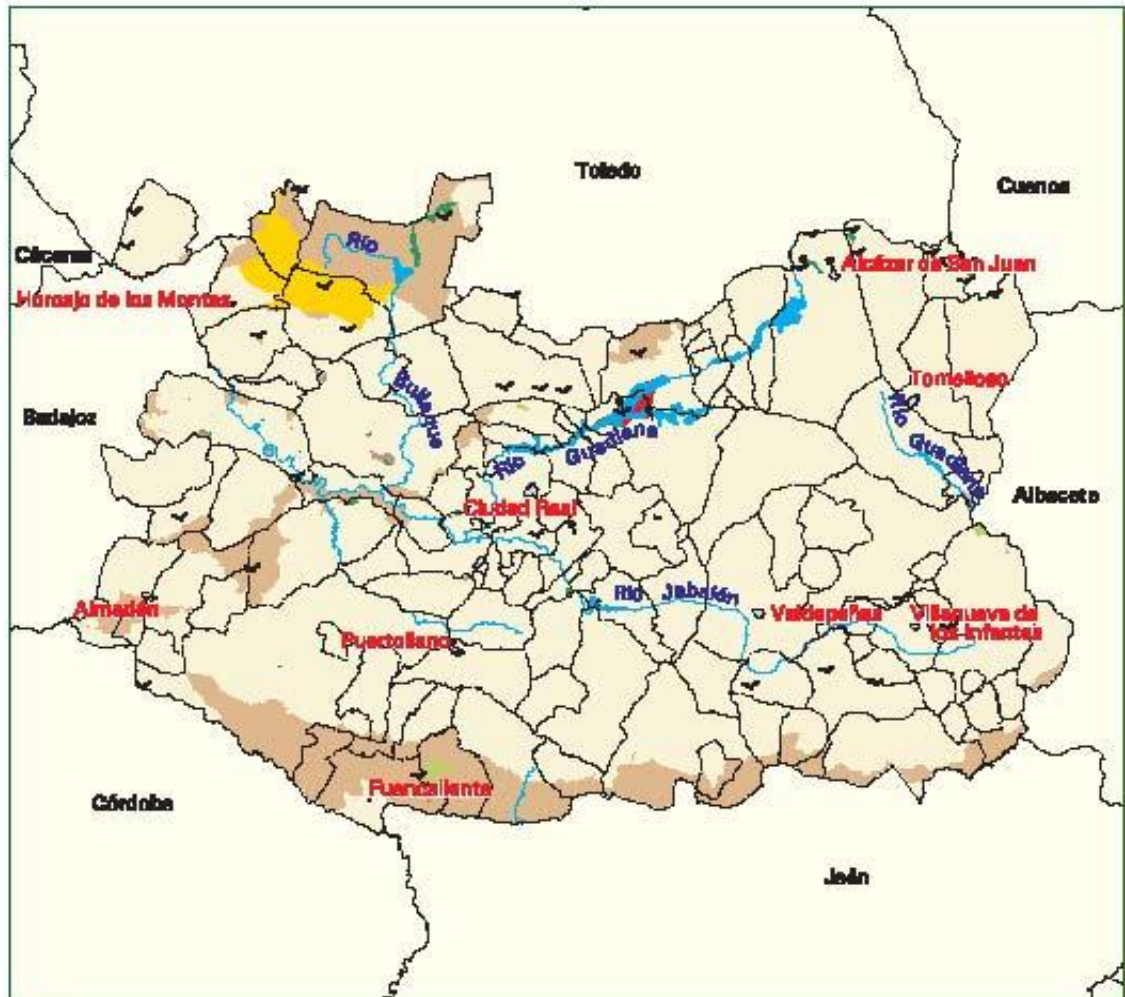 Toledo
Cuenca
Cáceres
Río
Alcázar de San Juan
Horcajo de los Montes
Bullaque
Tomelloso
Badajoz
Río Guadiana
Río Guadiana
Albacete
Ciudad Real
Río Jabalón
Almadén
Valdepeñas
Villanueva de
los Infantes
Puertollano
Fuencaliente
Córdoba
Jaén